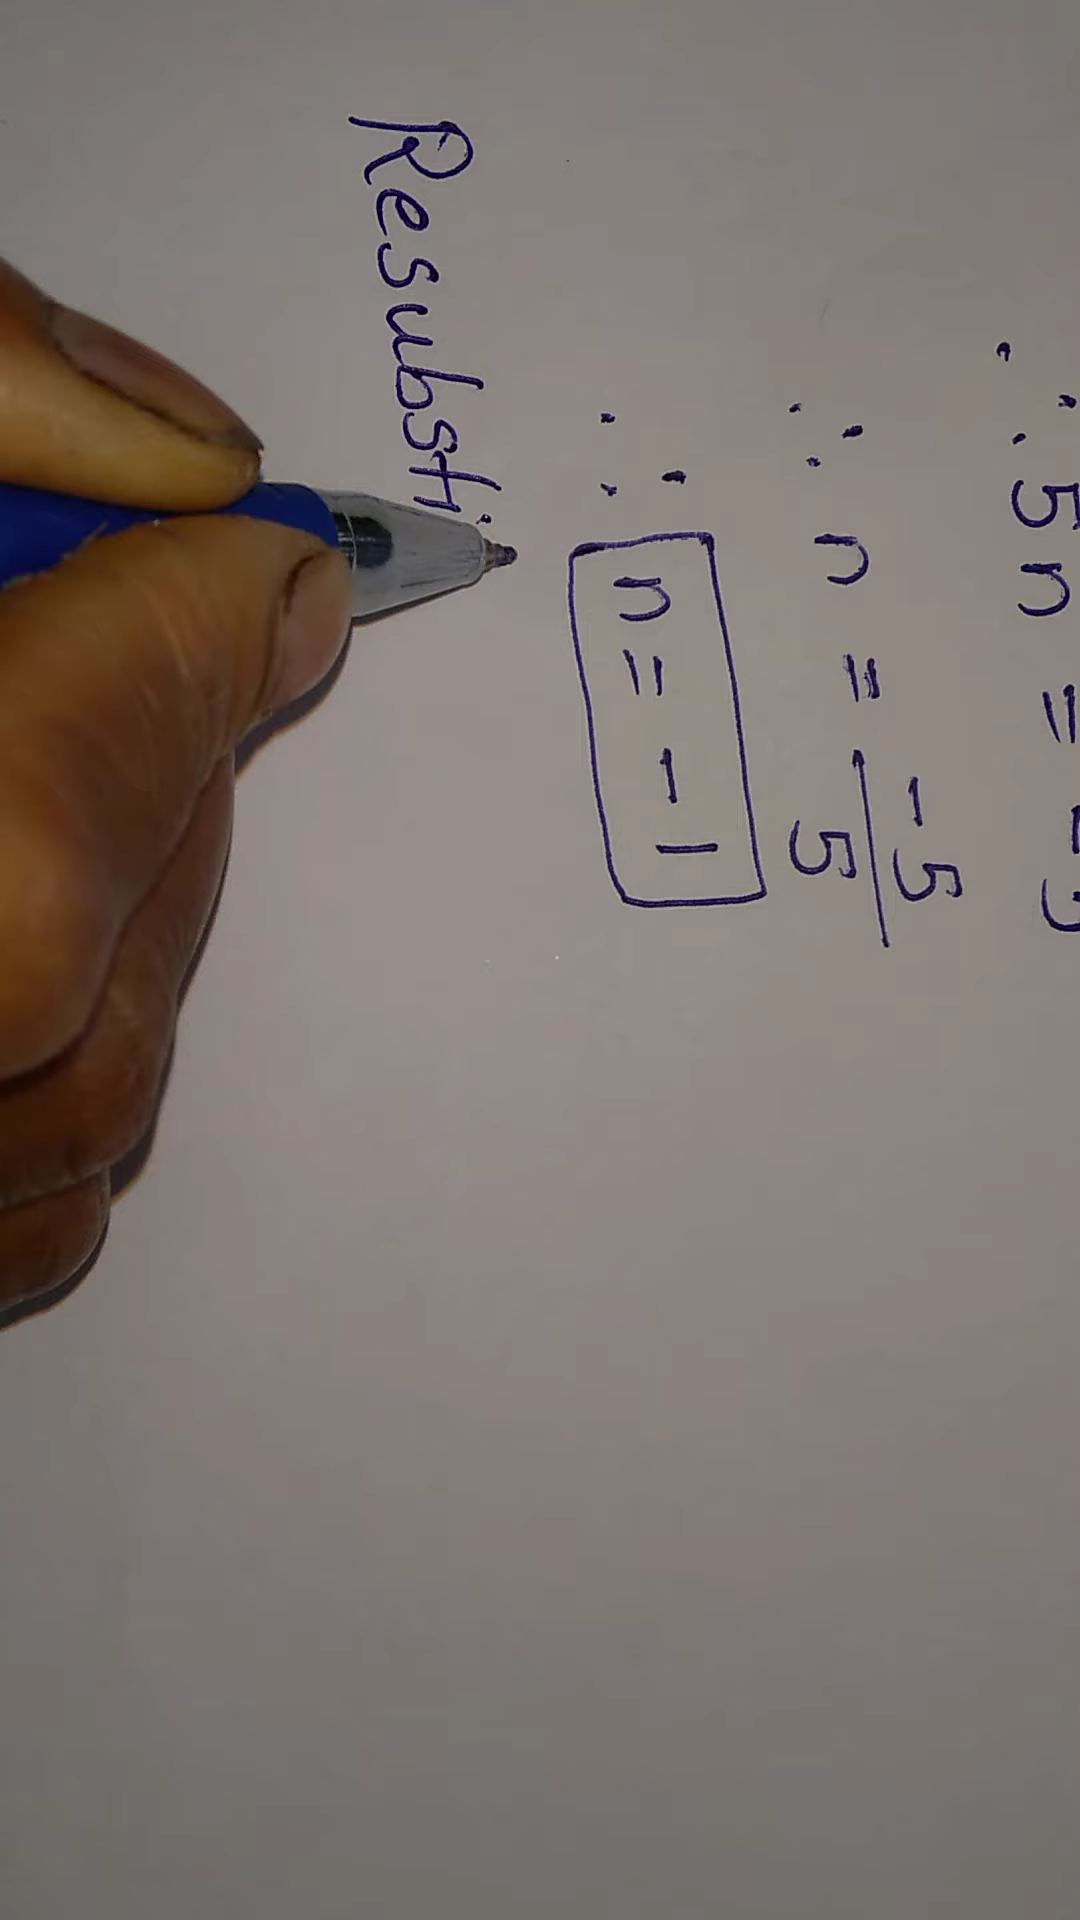 ∴ 5n = -5
∴ n = -5/5
∴ n = -1
Resubsti